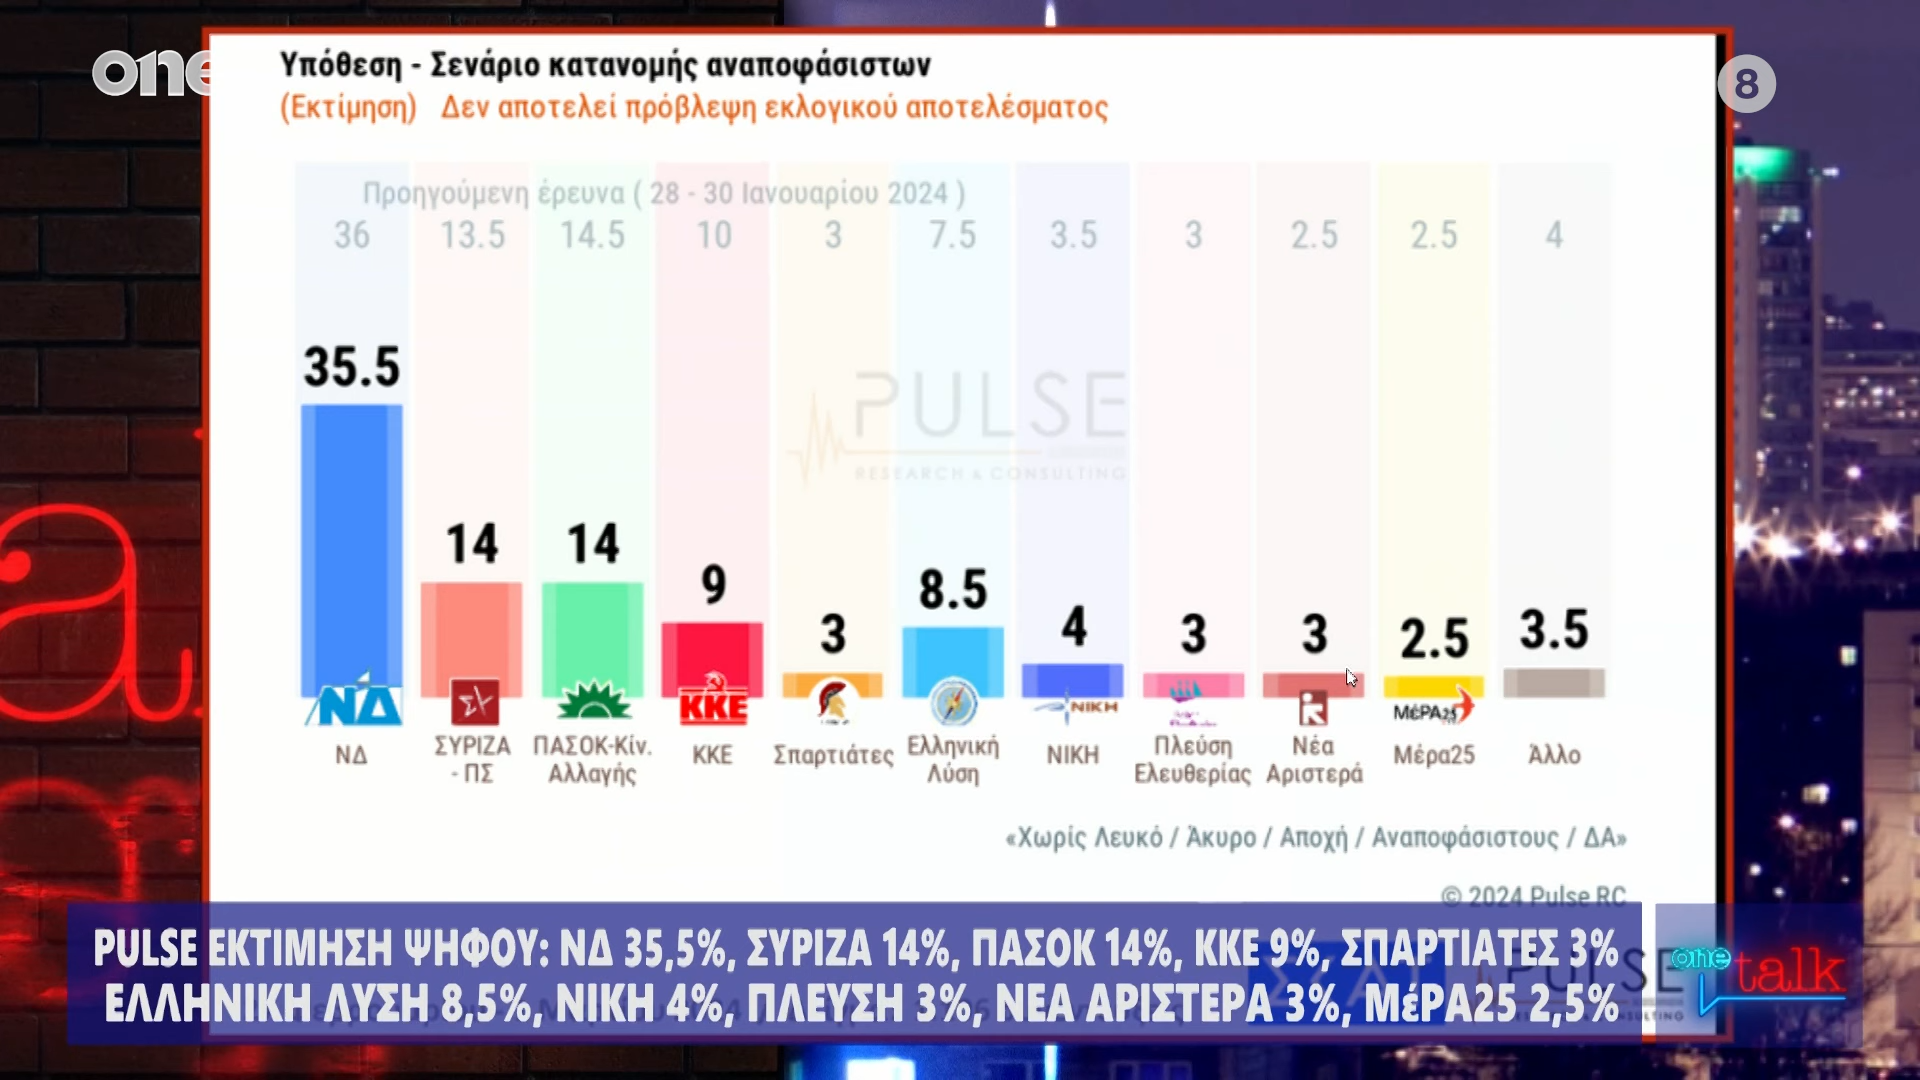 one
8
Υπόθεση - Σενάριο κατανομής αναποφάσιστων
(Εκτίμηση) Δεν αποτελεί πρόβλεψη εκλογικού αποτελέσματος
Προηγούμενη έρευνα ( 28 - 30 Ιανουαρίου 2024 )
36 13.5 14.5 10 3 7.5 3.5 3 2.5 2.5 4
35.5 14 14 9 3 8.5 4 3 3 2.5 3.5
PULSE
RESEARCH & CONSULTING
ΝΔ ΚΚΕ ΝΙΚΗ ΜέΡΑ25
ΝΔ
ΣΥΡΙΖΑ
- ΠΣ
ΠΑΣΟΚ-Κίν.
Αλλαγής
ΚΚΕ
Σπαρτιάτες
Ελληνική
Λύση
ΝΙΚΗ
Πλεύση
Ελευθερίας
Νέα
Αριστερά
Μέρα25
Άλλο
«Χωρίς Λευκό / Άκυρο / Αποχή / Αναποφάσιστους / ΔΑ»
© 2024 Pulse RC
PULSE ΕΚΤΙΜΗΣΗ ΨΗΦΟΥ: ΝΔ 35,5%, ΣΥΡΙΖΑ 14%, ΠΑΣΟΚ 14%, ΚΚΕ 9%, ΣΠΑΡΤΙΑΤΕΣ 3%
ΕΛΛΗΝΙΚΗ ΛΥΣΗ 8,5%, ΝΙΚΗ 4%, ΠΛΕΥΣΗ 3%, ΝΕΑ ΑΡΙΣΤΕΡΑ 3%, ΜέΡΑ25 2,5%
one talk